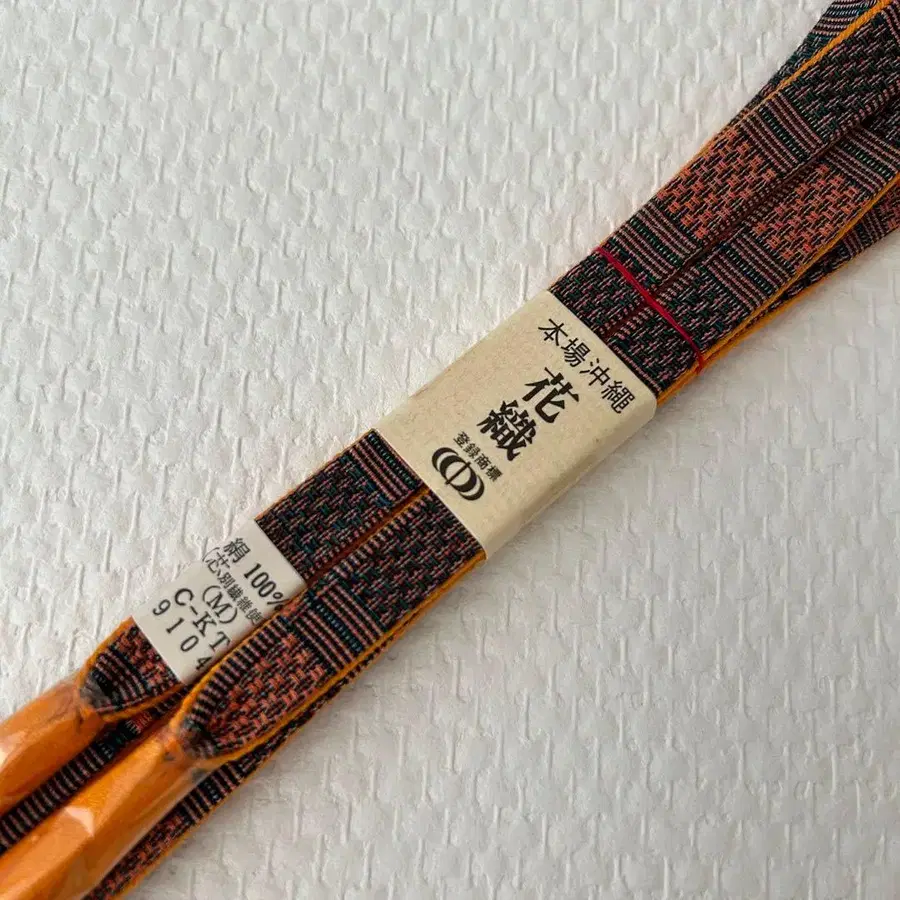 本場沖縄
花織
登録商標
絹 100%
(芯別繊維使
(M)
C-KT
9104